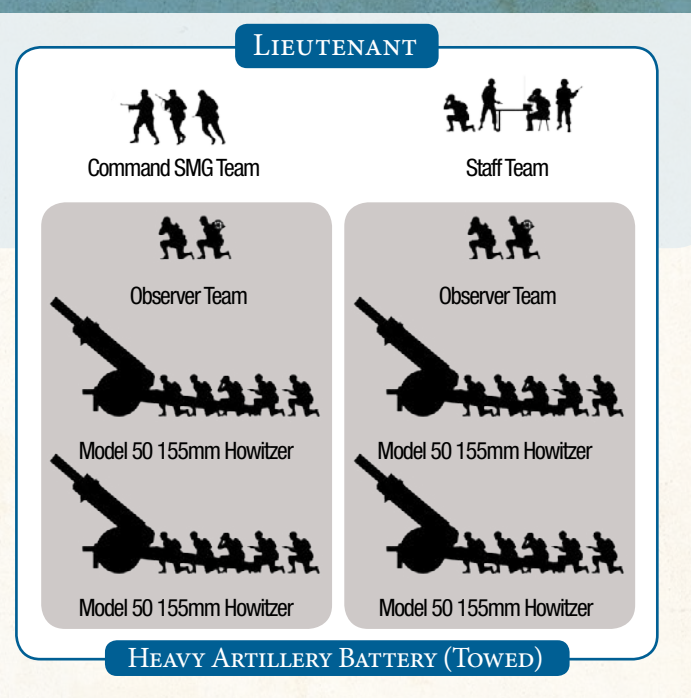 Lieutenant
Command SMG Team
Staff Team
Observer Team
Observer Team
Model 50 155mm Howitzer
Model 50 155mm Howitzer
Model 50 155mm Howitzer
Model 50 155mm Howitzer
Heavy Artillery Battery (Towed)